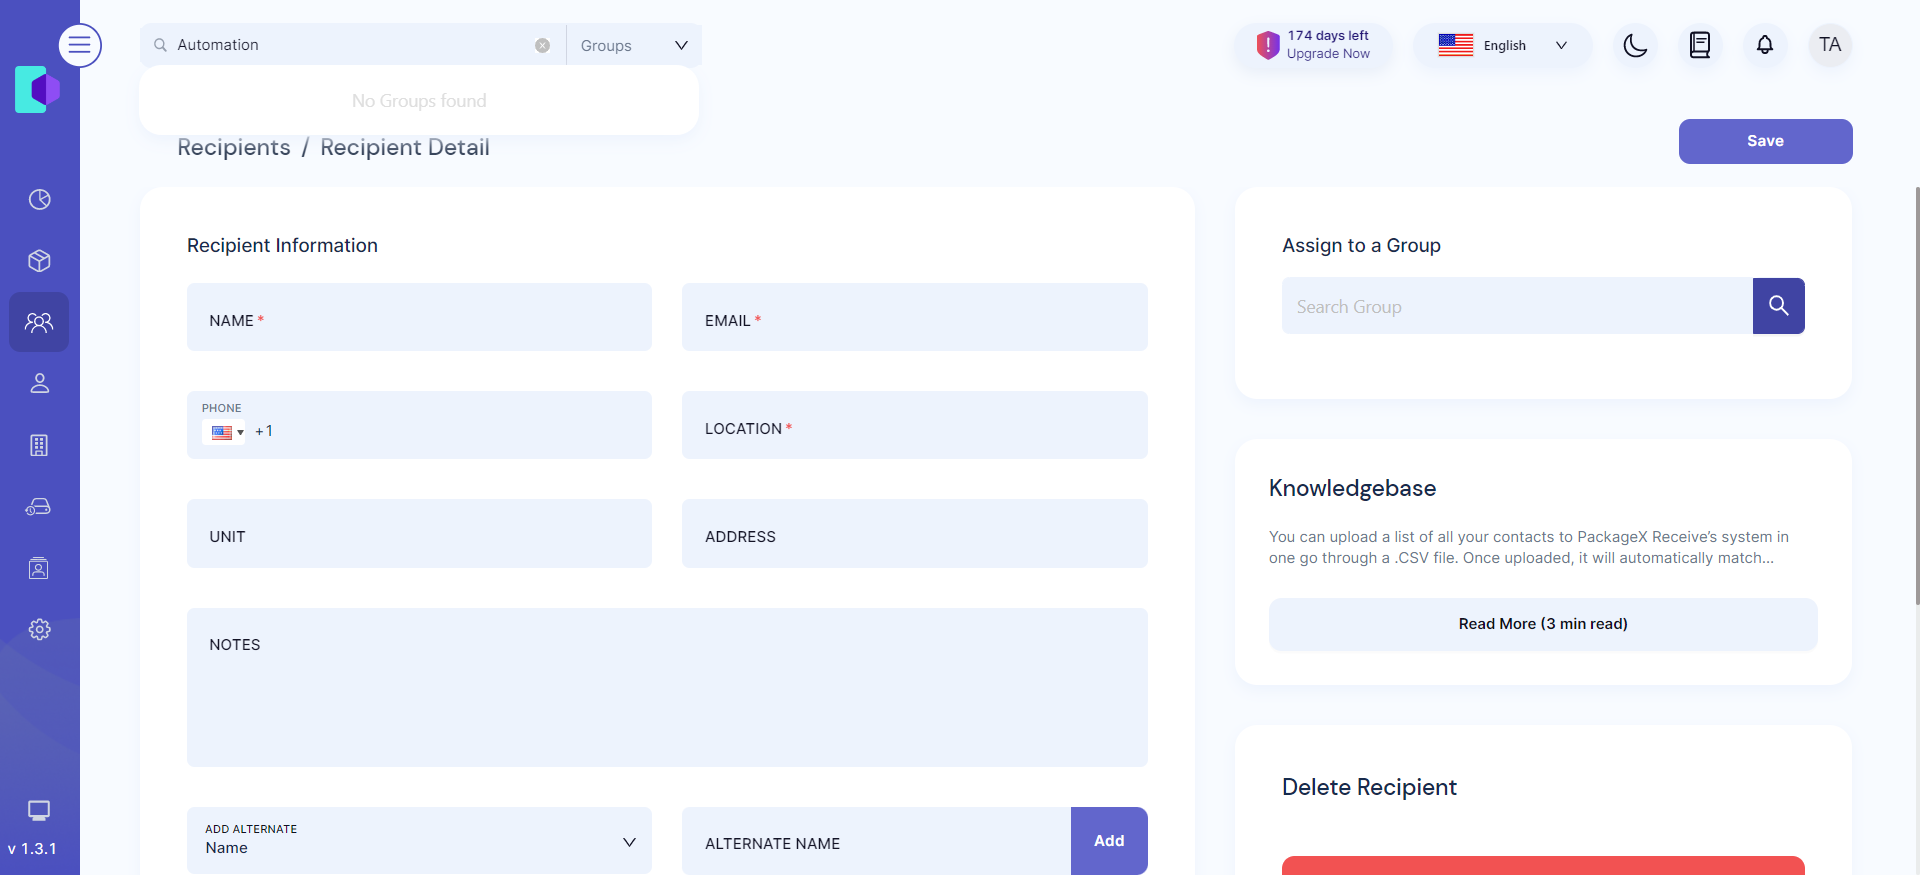 Automation
Groups
174 days left
Upgrade Now
English
TA
No Groups found
Recipients / Recipient Detail
Save
Recipient Information
NAME *
EMAIL *
PHONE
+1
LOCATION *
UNIT
ADDRESS
NOTES
ADD ALTERNATE
Name
ALTERNATE NAME
Add
Assign to a Group
Search Group
Knowledgebase
You can upload a list of all your contacts to PackageX Receive's system in
one go through a .CSV file. Once uploaded, it will automatically match...
Read More (3 min read)
Delete Recipient
v 1.3.1